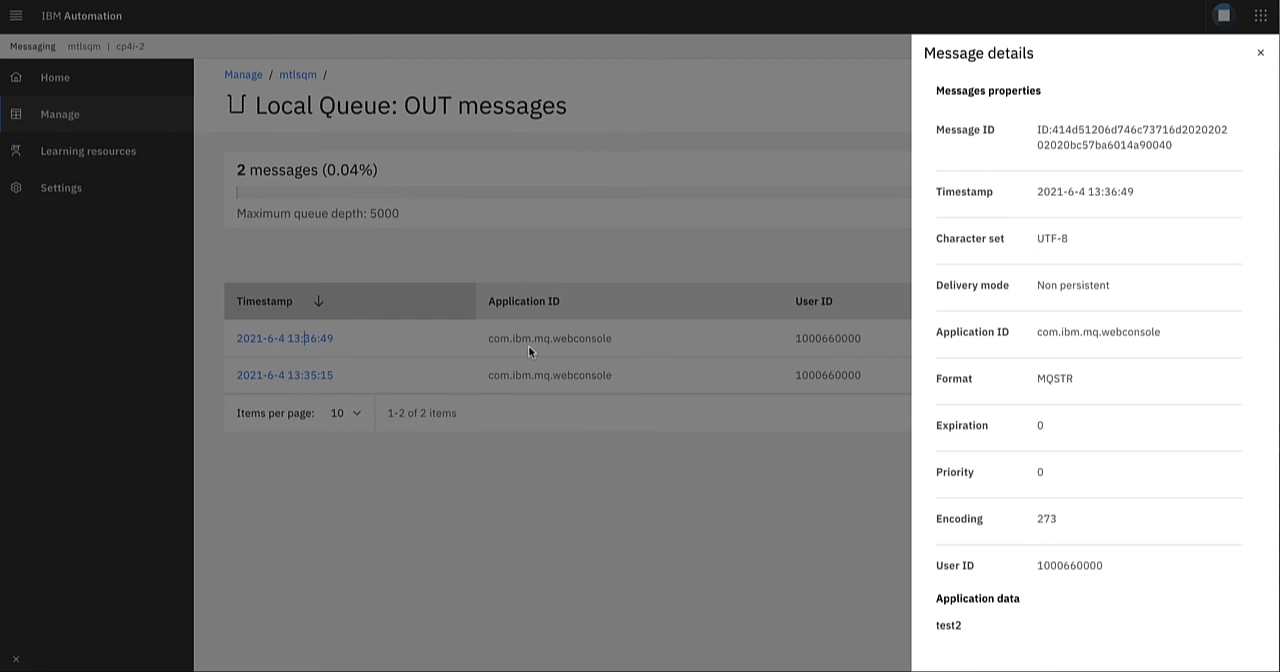 IBM Automation
Messaging mtlsqm | cp4i-2
Home
Manage
Learning resources
Settings
Manage / mtlsqm /
Local Queue: OUT messages
2 messages (0.04%)
Maximum queue depth: 5000
Timestamp Application ID User ID
2021-6-4 13:36:49 com.ibm.mq.webconsole 1000660000
2021-6-4 13:35:15 com.ibm.mq.webconsole 1000660000
Items per page: 10 1-2 of 2 items
Message details
Messages properties
Message ID ID:414d51206d746c73716d2020202
02020bc57ba6014a90040
Timestamp 2021-6-4 13:36:49
Character set UTF-8
Delivery mode Non persistent
Application ID com.ibm.mq.webconsole
Format MQSTR
Expiration 0
Priority 0
Encoding 273
User ID 1000660000
Application data
test2